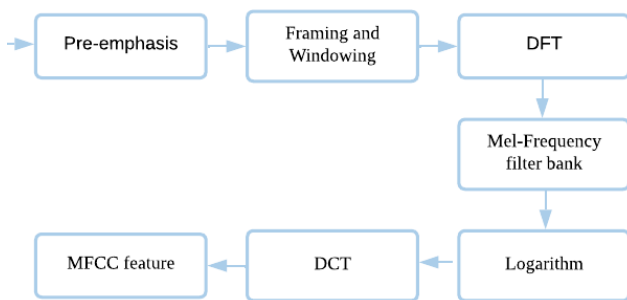 Pre-emphasis
Framing and
Windowing
DFT
Mel-Frequency
filter bank
Logarithm
DCT
MFCC feature